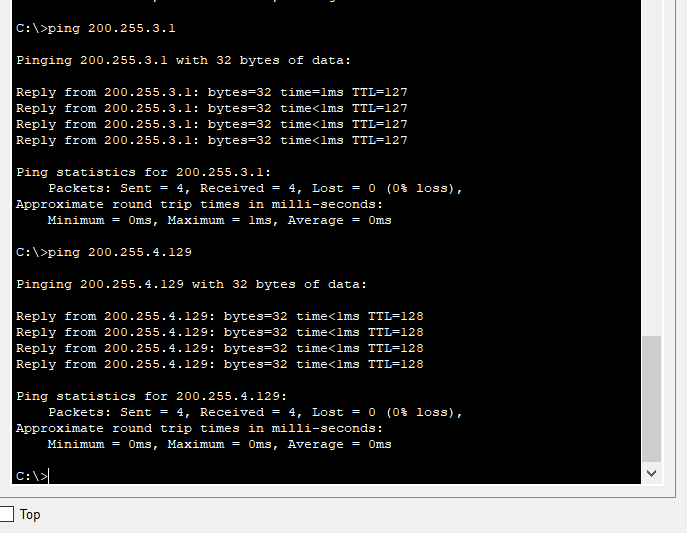 C:\>ping 200.255.3.1
Pinging 200.255.3.1 with 32 bytes of data:
Reply from 200.255.3.1: bytes=32 time=1ms TTL=127
Reply from 200.255.3.1: bytes=32 time<1ms TTL=127
Reply from 200.255.3.1: bytes=32 time<1ms TTL=127
Reply from 200.255.3.1: bytes=32 time<1ms TTL=127
Ping statistics for 200.255.3.1:
    Packets: Sent = 4, Received = 4, Lost = 0 (0% loss),
Approximate round trip times in milli-seconds:
    Minimum = 0ms, Maximum = 1ms, Average = 0ms
C:\>ping 200.255.4.129
Pinging 200.255.4.129 with 32 bytes of data:
Reply from 200.255.4.129: bytes=32 time<1ms TTL=128
Reply from 200.255.4.129: bytes=32 time<1ms TTL=128
Reply from 200.255.4.129: bytes=32 time<1ms TTL=128
Reply from 200.255.4.129: bytes=32 time<1ms TTL=128
Ping statistics for 200.255.4.129:
    Packets: Sent = 4, Received = 4, Lost = 0 (0% loss),
Approximate round trip times in milli-seconds:
    Minimum = 0ms, Maximum = 0ms, Average = 0ms
C:\>
Top